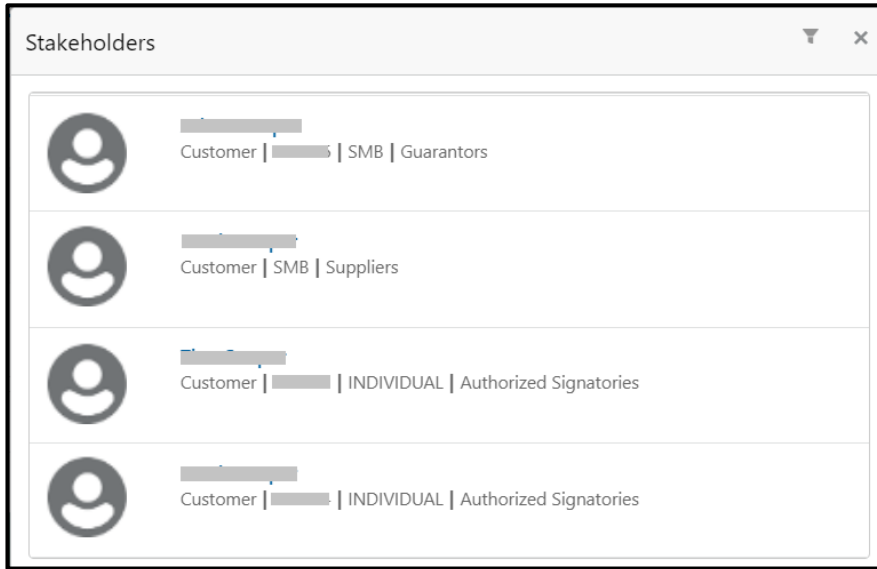 Stakeholders
Customer | | SMB | Guarantors
Customer | SMB | Suppliers
Customer | | INDIVIDUAL | Authorized Signatories
Customer | | INDIVIDUAL | Authorized Signatories